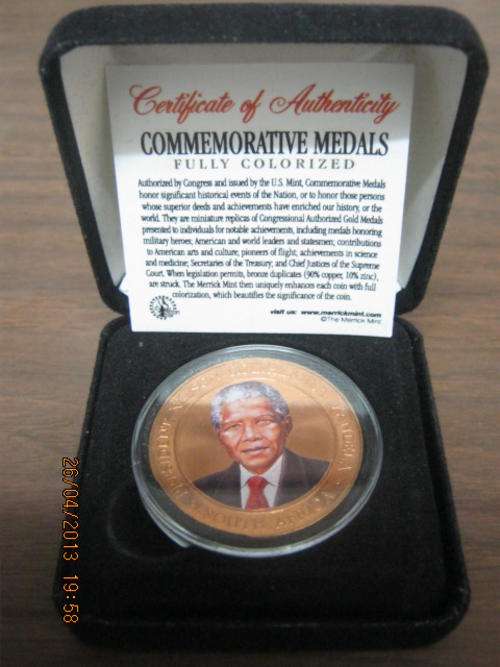 Certificate of Authenticity
COMMEMORATIVE MEDALS
FULLY COLORIZED
Authorized by Congress and issued by the U.S. Mint, Commemorative Medals
honor significant historical events of the Nation, or to honor those persons
whose superior deeds and achievements have enriched our history, or the
world. They are miniature replicas of Congressional Authorized Gold Medals
presented to individuals for notable achievements, including medals honoring
military heroes; American and world leaders and statesmen; contributions
to American arts and culture; pioneers of flight; achievements in science
and medicine; Secretaries of the Treasury; and Chief Justices of the Supreme
Court. When legislation permits, bronze duplicates (90% copper, 10% zinc),
are struck. The Merrick Mint then uniquely enhances each coin with full
colorization, which beautifies the significance of the coin.
visit us: www.merrickmint.com
©The Merrick Mint
SOUTH AFRICA
26/04/2013 19:58